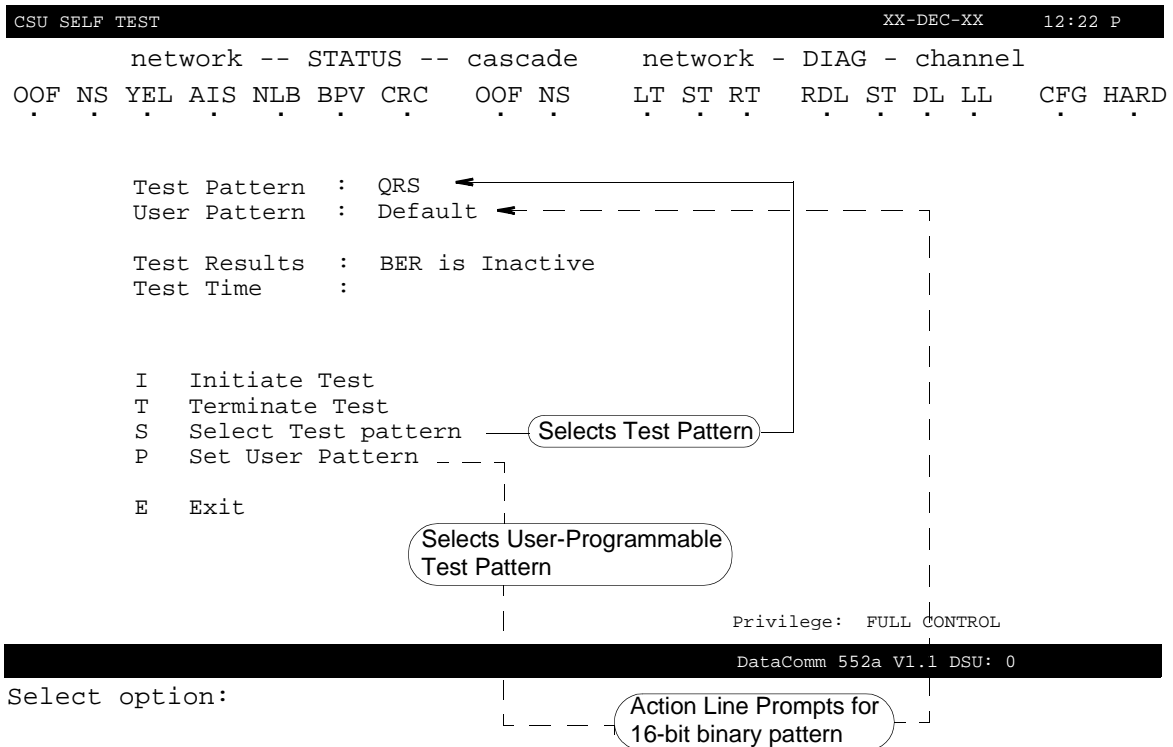 CSU SELF TEST XX-DEC-XX 12:22 P
network -- STATUS -- cascade network - DIAG - channel
OOF NS YEL AIS NLB BPV CRC OOF NS LT ST RT RDL ST DL LL CFG HARD
. . . . . . . . . . . . . . . . . .
Test Pattern : QRS
User Pattern : Default
Test Results : BER is Inactive
Test Time :
I Initiate Test
T Terminate Test
S Select Test pattern Selects Test Pattern
P Set User Pattern
E Exit
Selects User-Programmable
Test Pattern
Privilege: FULL CONTROL
DataComm 552a V1.1 DSU: 0
Select option:
Action Line Prompts for
16-bit binary pattern